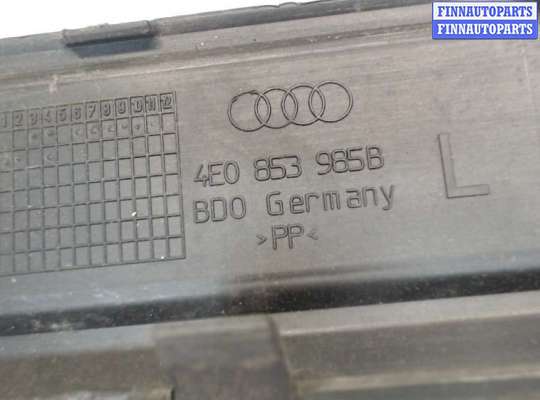 FINNAUTOPARTS
FINNAUTOPARTS
1 2 3 4 5 6 7 8 9 10 11 12
4E0 853 985B
BDO Germany
L
>PP<